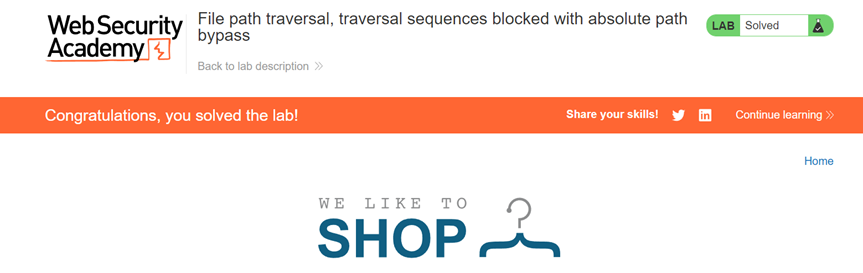 Web Security
Academy
File path traversal, traversal sequences blocked with absolute path
bypass
Back to lab description
LAB Solved
Congratulations, you solved the lab!
Share your skills!
Continue learning
Home
WE LIKE TO
SHOP